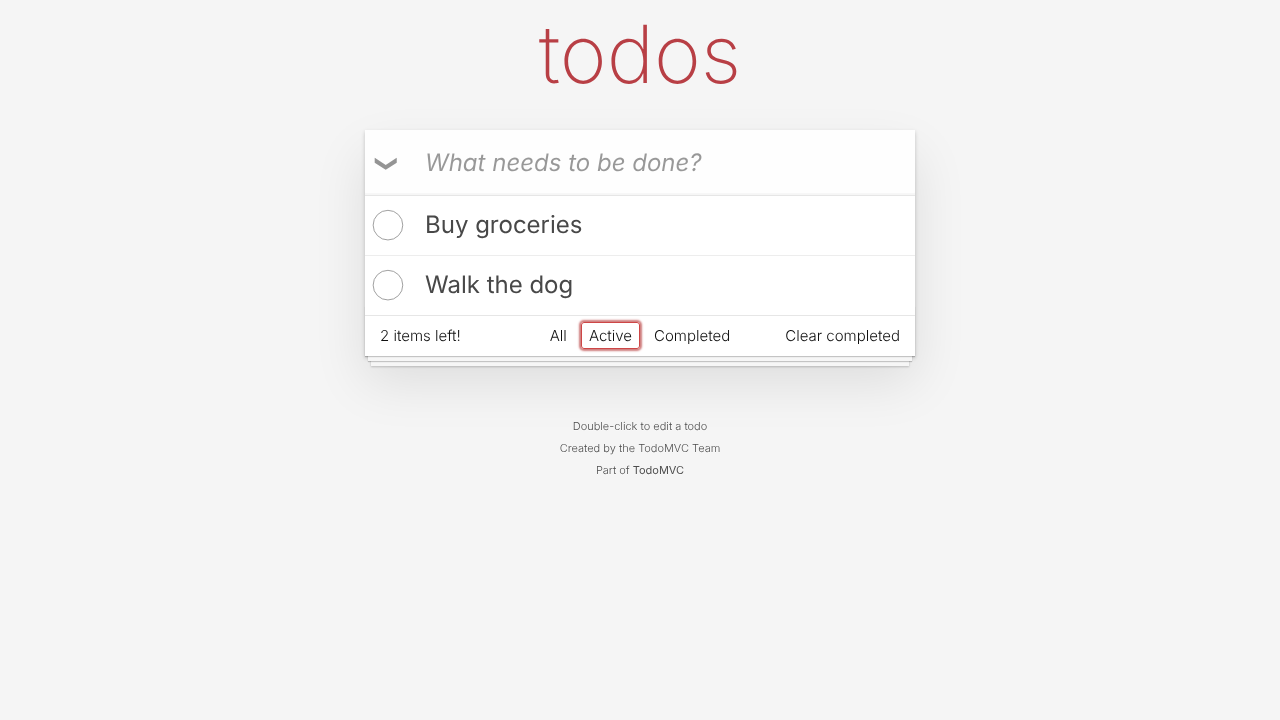 todos
What needs to be done?
Buy groceries
Walk the dog
2 items left! All Active Completed Clear completed
Double-click to edit a todo
Created by the TodoMVC Team
Part of TodoMVC